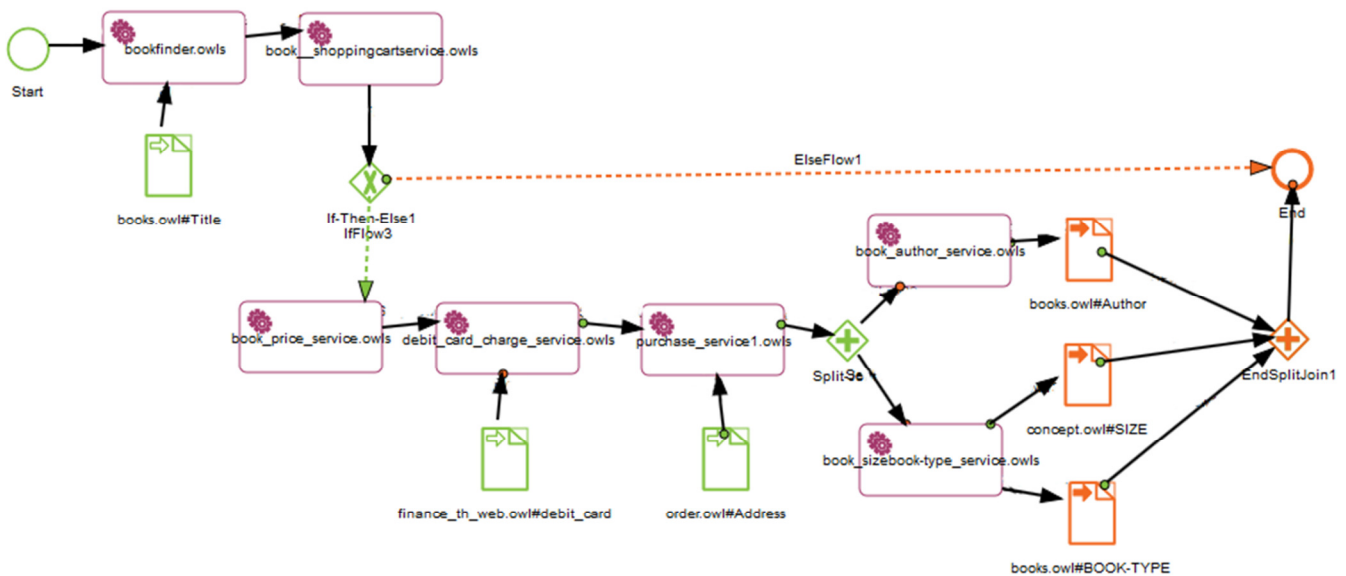 bookfinder.owls
book__shoppingcartservice.owls
Start
books.owl#Title
ElseFlow1
If-Then-Else1
IfFlow3
End
book_author_service.owls
books.owl#Author
book_price_service.owls
debit_card_charge_service.owls
purchase_service1.owls
EndSplitJoin1
concept.owl#SIZE
book_sizebook-type_service.owls
finance_th_web.owl#debit_card
order.owl#Address
books.owl#BOOK-TYPE